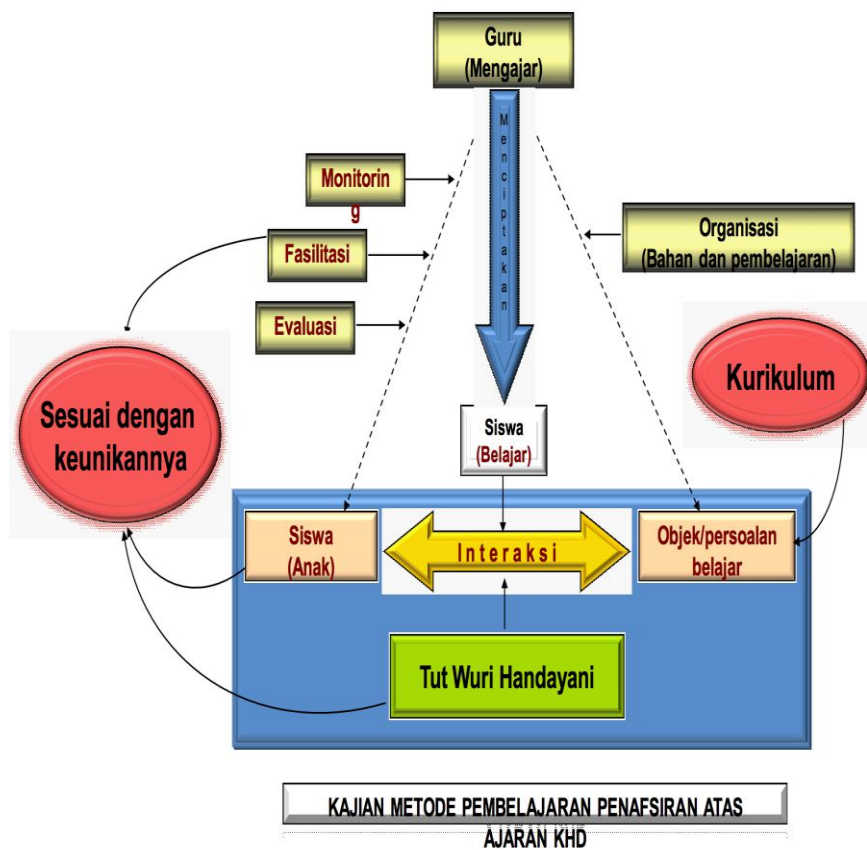 Guru
(Mengajar)
Menciptakan
Monitorin
g
Fasilitasi
Evaluasi
Organisasi
(Bahan dan pembelajaran)
Kurikulum
Sesuai dengan
keunikannya
Siswa
(Belajar)
Siswa
(Anak)
Interaksi
Objek/persoalan
belajar
Tut Wuri Handayani
KAJIAN METODE PEMBELAJARAN PENAFSIRAN ATAS
AJARAN KHD